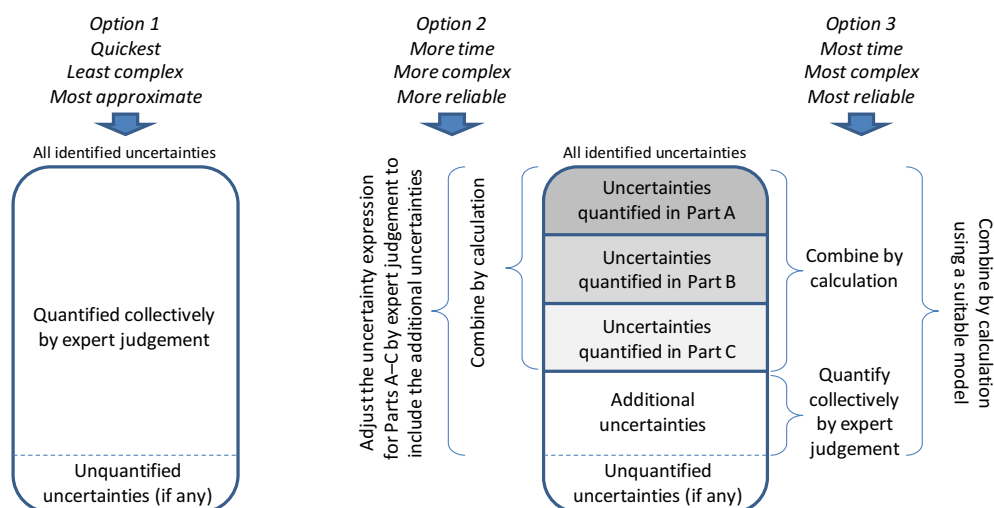 Option 1
Quickest
Least complex
Most approximate
All identified uncertainties
Quantified collectively
by expert judgement
Unquantified
uncertainties (if any)
Option 2
More time
More complex
More reliable
Adjust the uncertainty expression
for Parts A–C by expert judgement to
include the additional uncertainties
Combine by calculation
All identified uncertainties
Uncertainties
quantified in Part A
Uncertainties
quantified in Part B
Uncertainties
quantified in Part C
Additional
uncertainties
Unquantified
uncertainties (if any)
Option 3
Most time
Most complex
Most reliable
Combine by
calculation
Quantify
collectively
by expert
judgement
Combine by calculation
using a suitable model